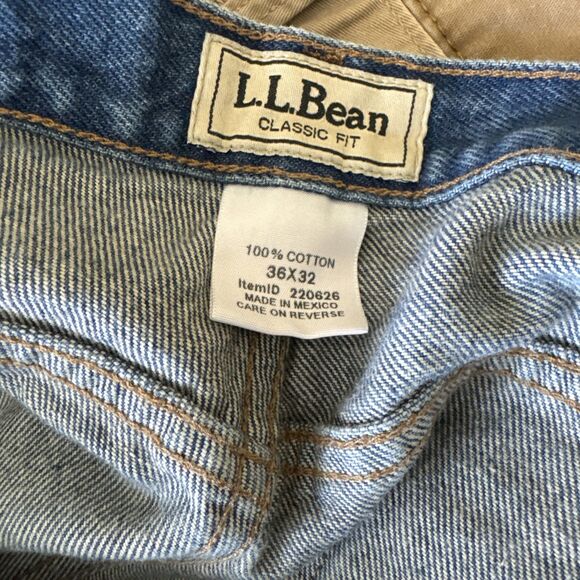 L.L.Bean
CLASSIC FIT
100% COTTON
36X32
ItemID 220626
MADE IN MEXICO
CARE ON REVERSE